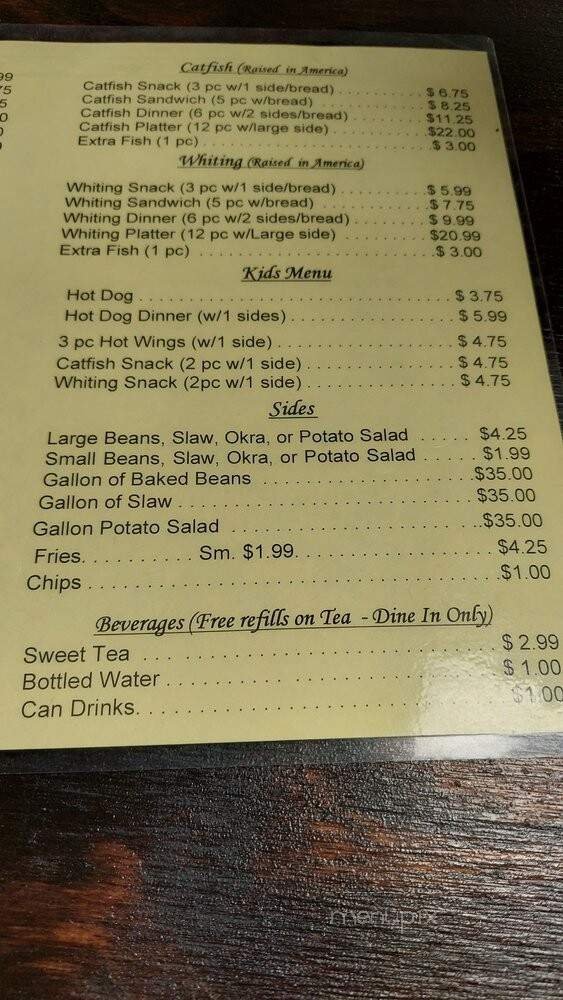 99
75
5
0
0
Catfish (Raised in America)
Catfish Snack (3 pc w/1 side/bread) . . . . . . . . . . $ 6.75
Catfish Sandwich (5 pc w/bread) . . . . . . . . . . . . $ 8.25
Catfish Dinner (6 pc w/2 sides/bread) . . . . . . . . $11.25
Catfish Platter (12 pc w/large side) . . . . . . . . . . $22.00
Extra Fish (1 pc) . . . . . . . . . . . . . . . . . . . . . . . . $ 3.00
Whiting (Raised in America)
Whiting Snack (3 pc w/1 side/bread) . . . . . . . . . . $ 5.99
Whiting Sandwich (5 pc w/bread) . . . . . . . . . . . . . $ 7.75
Whiting Dinner (6 pc w/2 sides/bread) . . . . . . . . . $ 9.99
Whiting Platter (12 pc w/Large side) . . . . . . . . . . $20.99
Extra Fish (1 pc) . . . . . . . . . . . . . . . . . . . . . . . . . $ 3.00
Kids Menu
Hot Dog . . . . . . . . . . . . . . . . . . . . . . . . . . . . . . . $ 3.75
Hot Dog Dinner (w/1 sides) . . . . . . . . . . . . . . . . $ 5.99
3 pc Hot Wings (w/1 side) . . . . . . . . . . . . . . . . . $ 4.75
Catfish Snack (2 pc w/1 side) . . . . . . . . . . . . . . $ 4.75
Whiting Snack (2pc w/1 side) . . . . . . . . . . . . . . . $ 4.75
Sides
Large Beans, Slaw, Okra, or Potato Salad . . . . . $4.25
Small Beans, Slaw, Okra, or Potato Salad . . . . . $1.99
Gallon of Baked Beans . . . . . . . . . . . . . . . . . . . $35.00
Gallon of Slaw . . . . . . . . . . . . . . . . . . . . . . . . . . $35.00
Gallon Potato Salad . . . . . . . . . . . . . . . . . . . . . $35.00
Fries. . . . . . . . . . Sm. $1.99. . . . . . . . . . . . . . . . $4.25
Chips . . . . . . . . . . . . . . . . . . . . . . . . . . . . . . . . . $1.00
Beverages (Free refills on Tea - Dine In Only)
Sweet Tea . . . . . . . . . . . . . . . . . . . . . . . . . . . . . $ 2.99
Bottled Water . . . . . . . . . . . . . . . . . . . . . . . . . . . $ 1.00
Can Drinks. . . . . . . . . . . . . . . . . . . . . . . . . . . . . $1.00
menupix